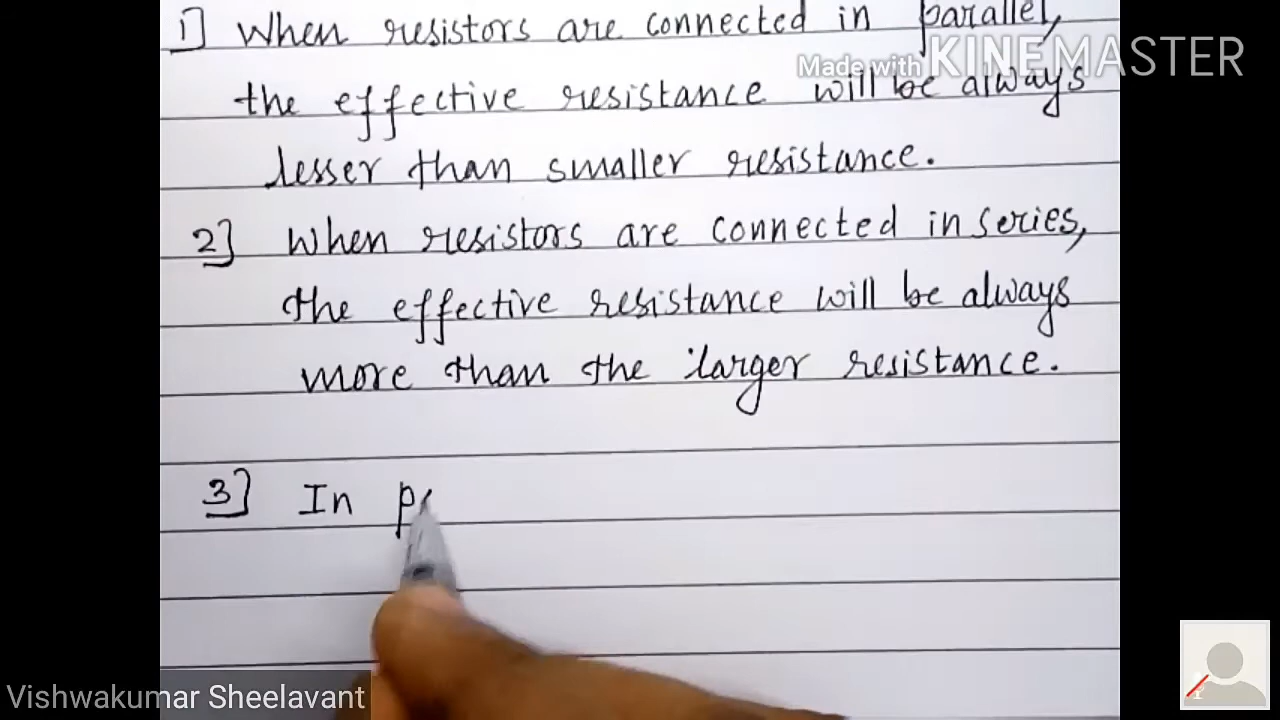 1] When resistors are connected in parallel,
Made with KINEMASTER
the effective resistance will be always
lesser than smaller resistance.
2] When resistors are connected in series,
the effective resistance will be always
more than the larger resistance.
3] In pa
Vishwakumar Sheelavant